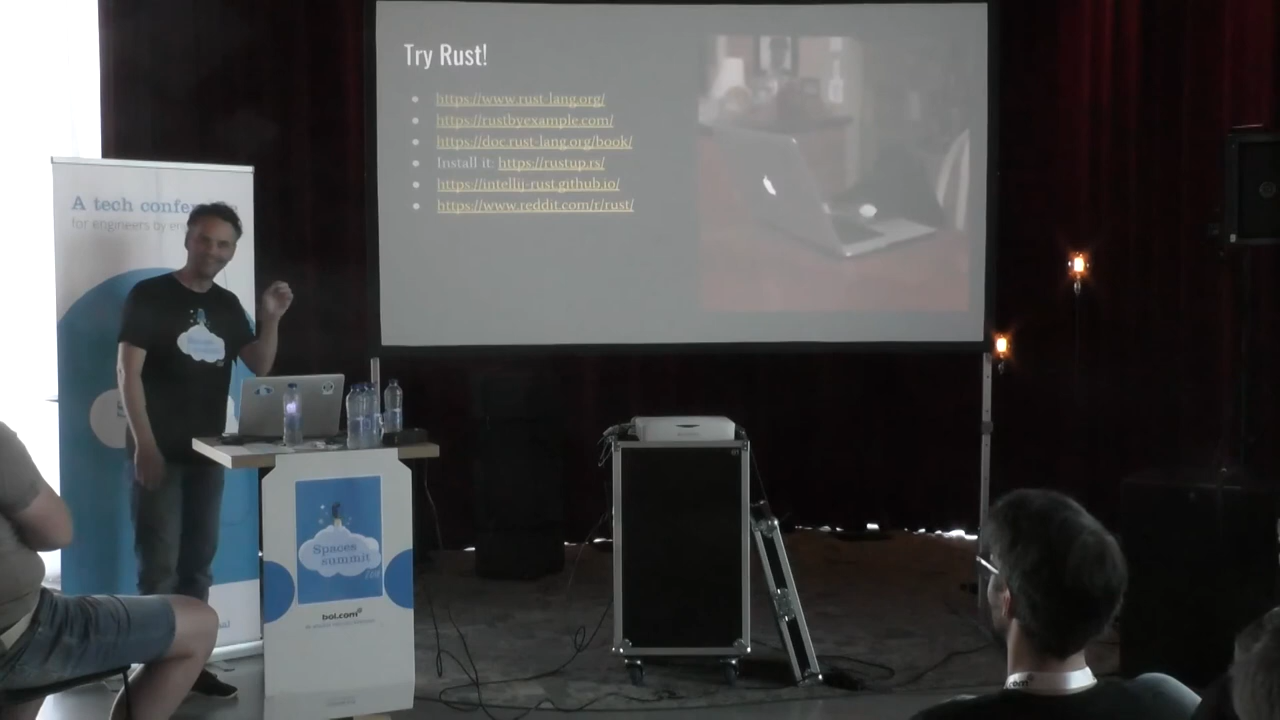 Try Rust!
https://www.rust-lang.org/
https://rustbyexample.com/
https://doc.rust-lang.org/book/
Install it: https://rustup.rs/
https://intellij-rust.github.io/
https://www.reddit.com/r/rust/
A tech confe
for engineers by en
Spaces
summit
bol.com